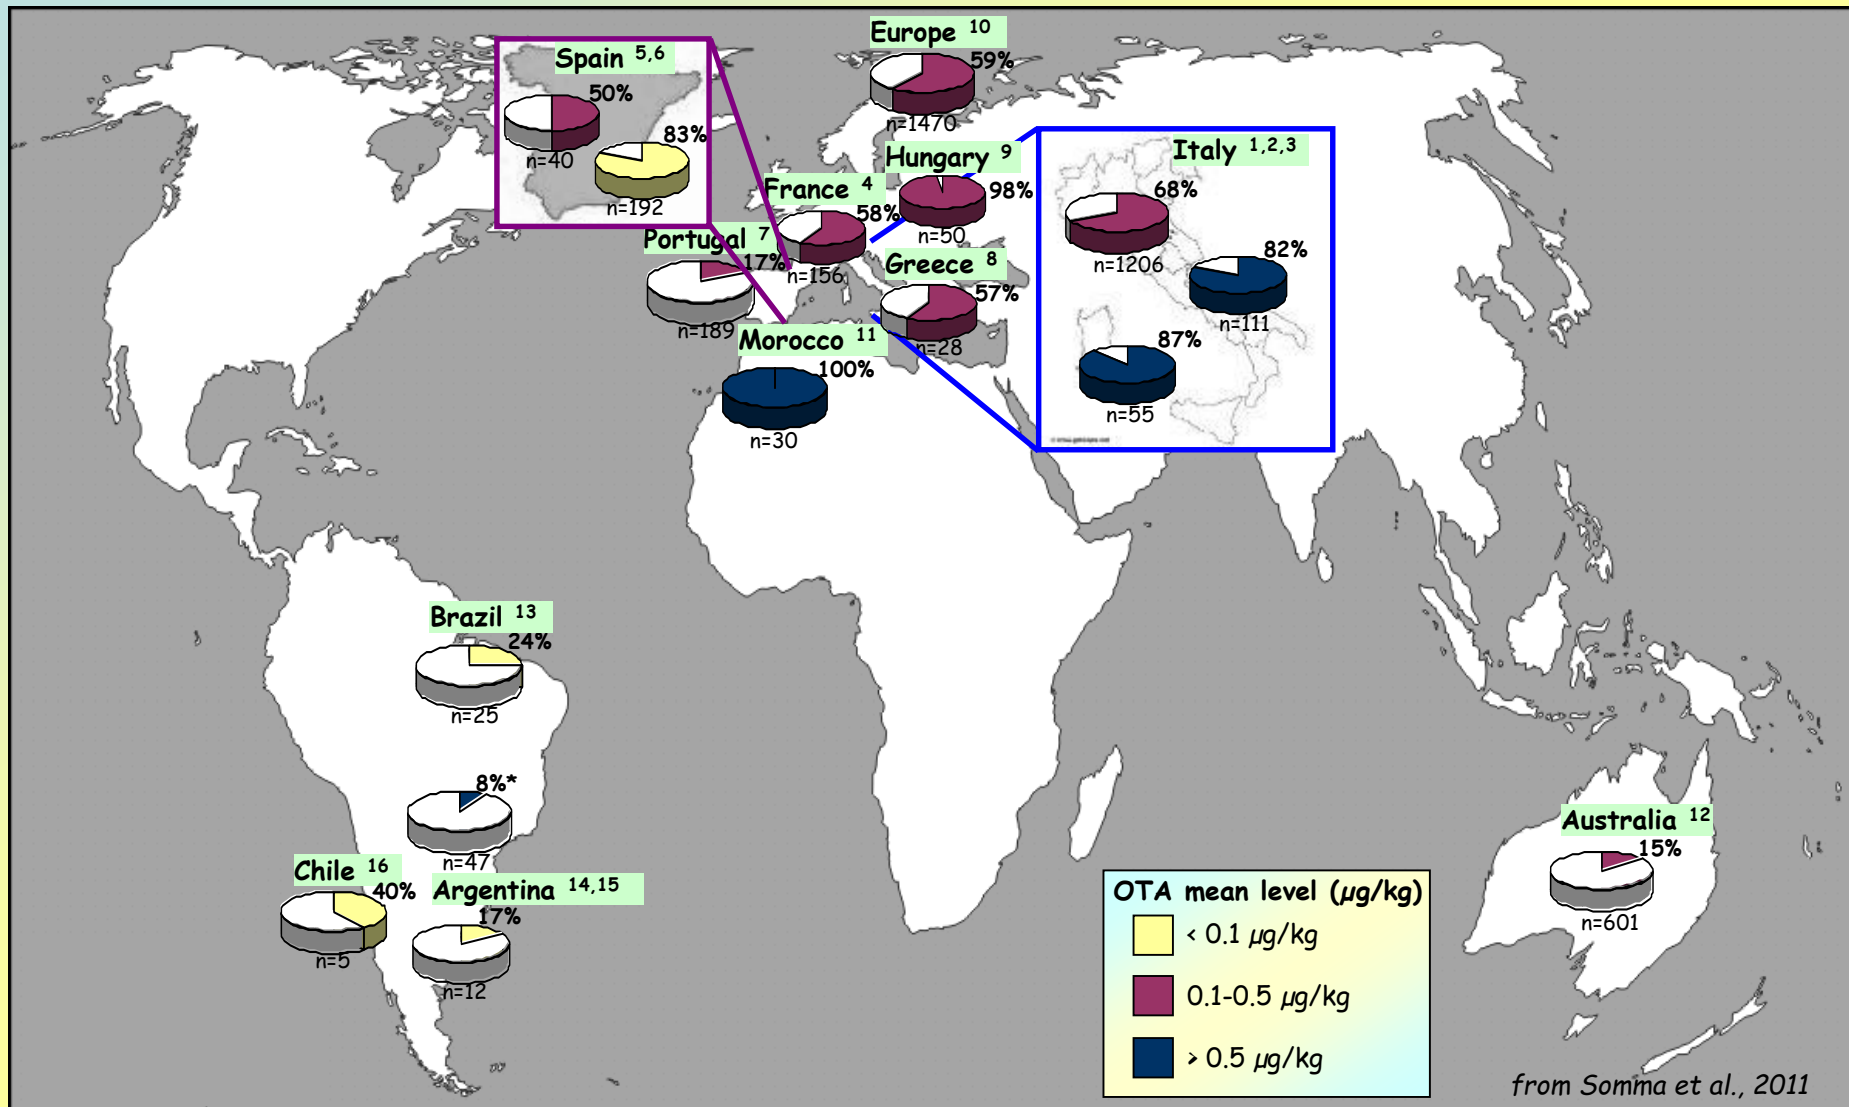 Europe 10
59%
n=1470
Spain 5,6
50%
n=40
83%
n=192
Hungary 9
98%
n=50
France 4
58%
n=156
Portugal 7
17%
n=189
Greece 8
57%
n=28
Italy 1,2,3
68%
n=1206
82%
n=111
87%
n=55
Morocco 11
100%
n=30
Brazil 13
24%
n=25
8%*
n=47
Chile 16
40%
n=5
Argentina 14,15
17%
n=12
Australia 12
15%
n=601
OTA mean level (µg/kg)
< 0.1 µg/kg
0.1-0.5 µg/kg
> 0.5 µg/kg
from Somma et al., 2011